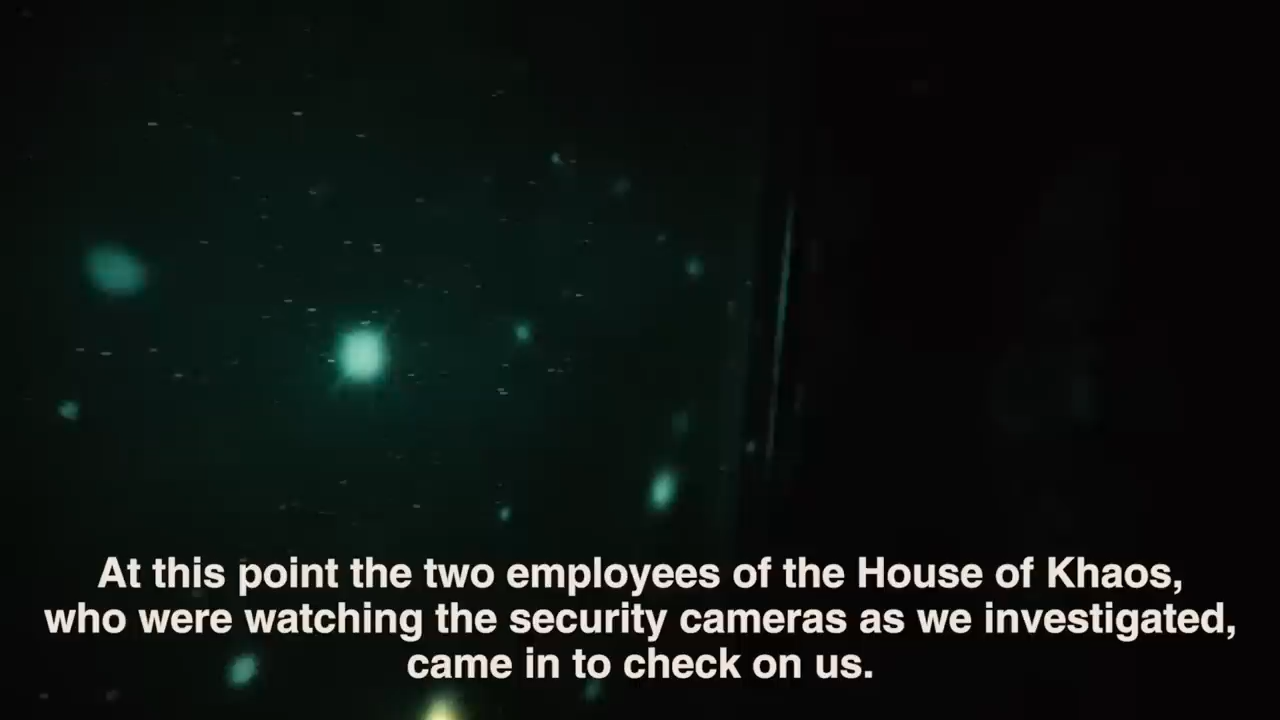 At this point the two employees of the House of Khaos,
who were watching the security cameras as we investigated,
came in to check on us.